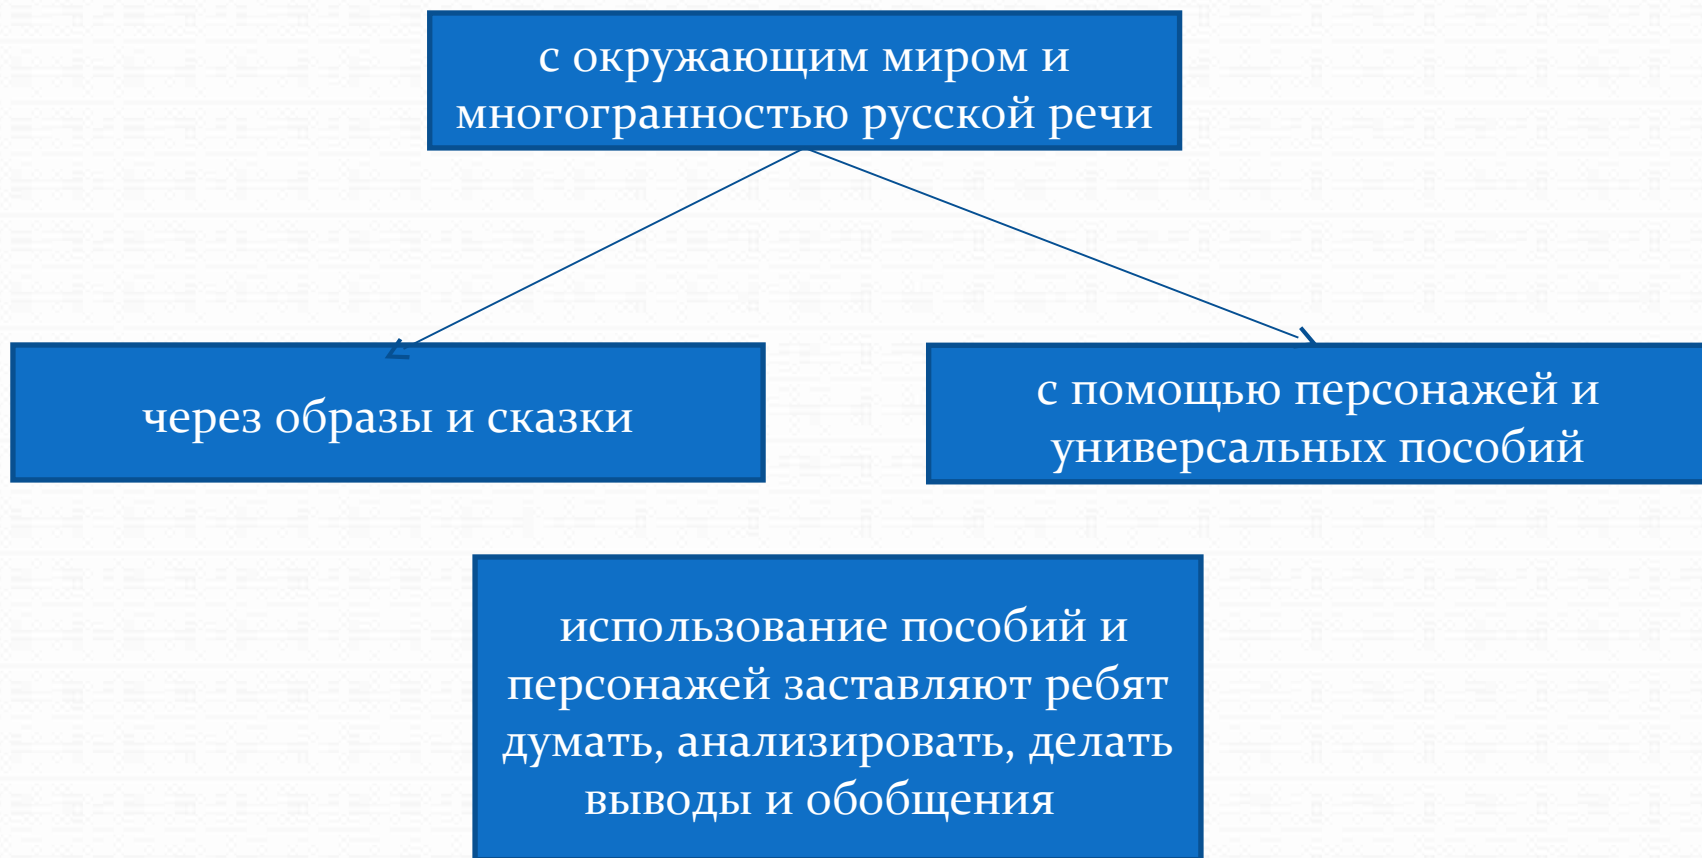 с окружающим миром и
многогранностью русской речи
через образы и сказки
с помощью персонажей и
универсальных пособий
использование пособий и
персонажей заставляют ребят
думать, анализировать, делать
выводы и обобщения